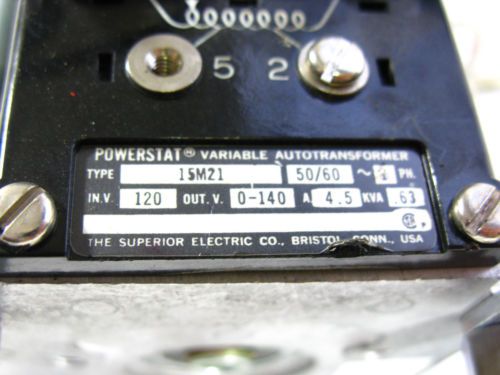 5 2
POWERSTAT® VARIABLE AUTOTRANSFORMER
TYPE 15M21 50/60 ~ PH.
IN.V. 120 OUT. V. 0-140 A. 4.5 KVA .63
THE SUPERIOR ELECTRIC CO., BRISTOL, CONN., USA